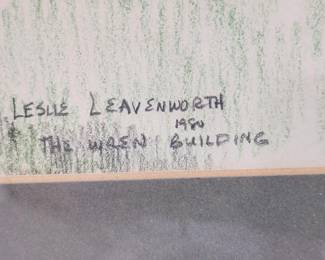 LESLIE LEAVENWORTH
1980
THE WREN BUILDING